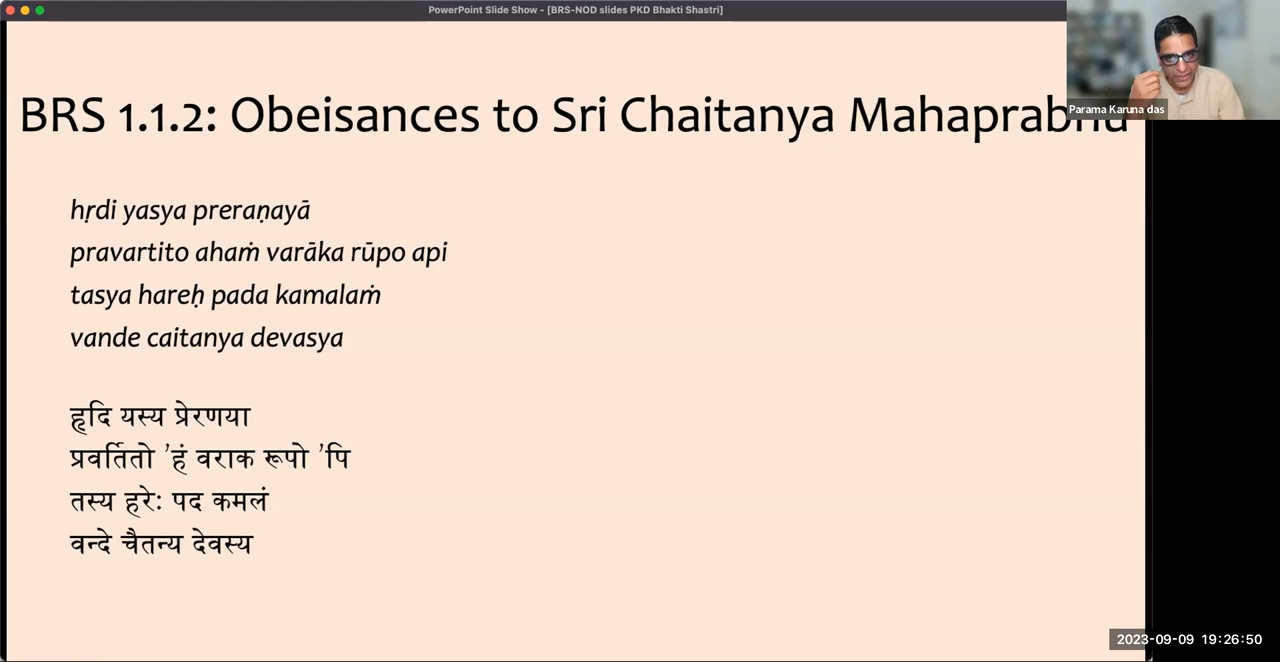 PowerPoint Slide Show - [BRS-NOD slides PKD Bhakti Shastri]
Parama Karuna das
BRS 1.1.2: Obeisances to Sri Chaitanya Mahaprabhu
hṛdi yasya preraṇayā
pravartito ahaṁ varāka rūpo api
tasya hareḥ pada kamalaṁ
vande caitanya devasya
हृदि यस्य प्रेरणया
प्रवर्तितो ’हं वराक रूपो ’पि
तस्य हरेः पद कमलं
वन्दे चैतन्य देवस्य
2023-09-09 19:26:50